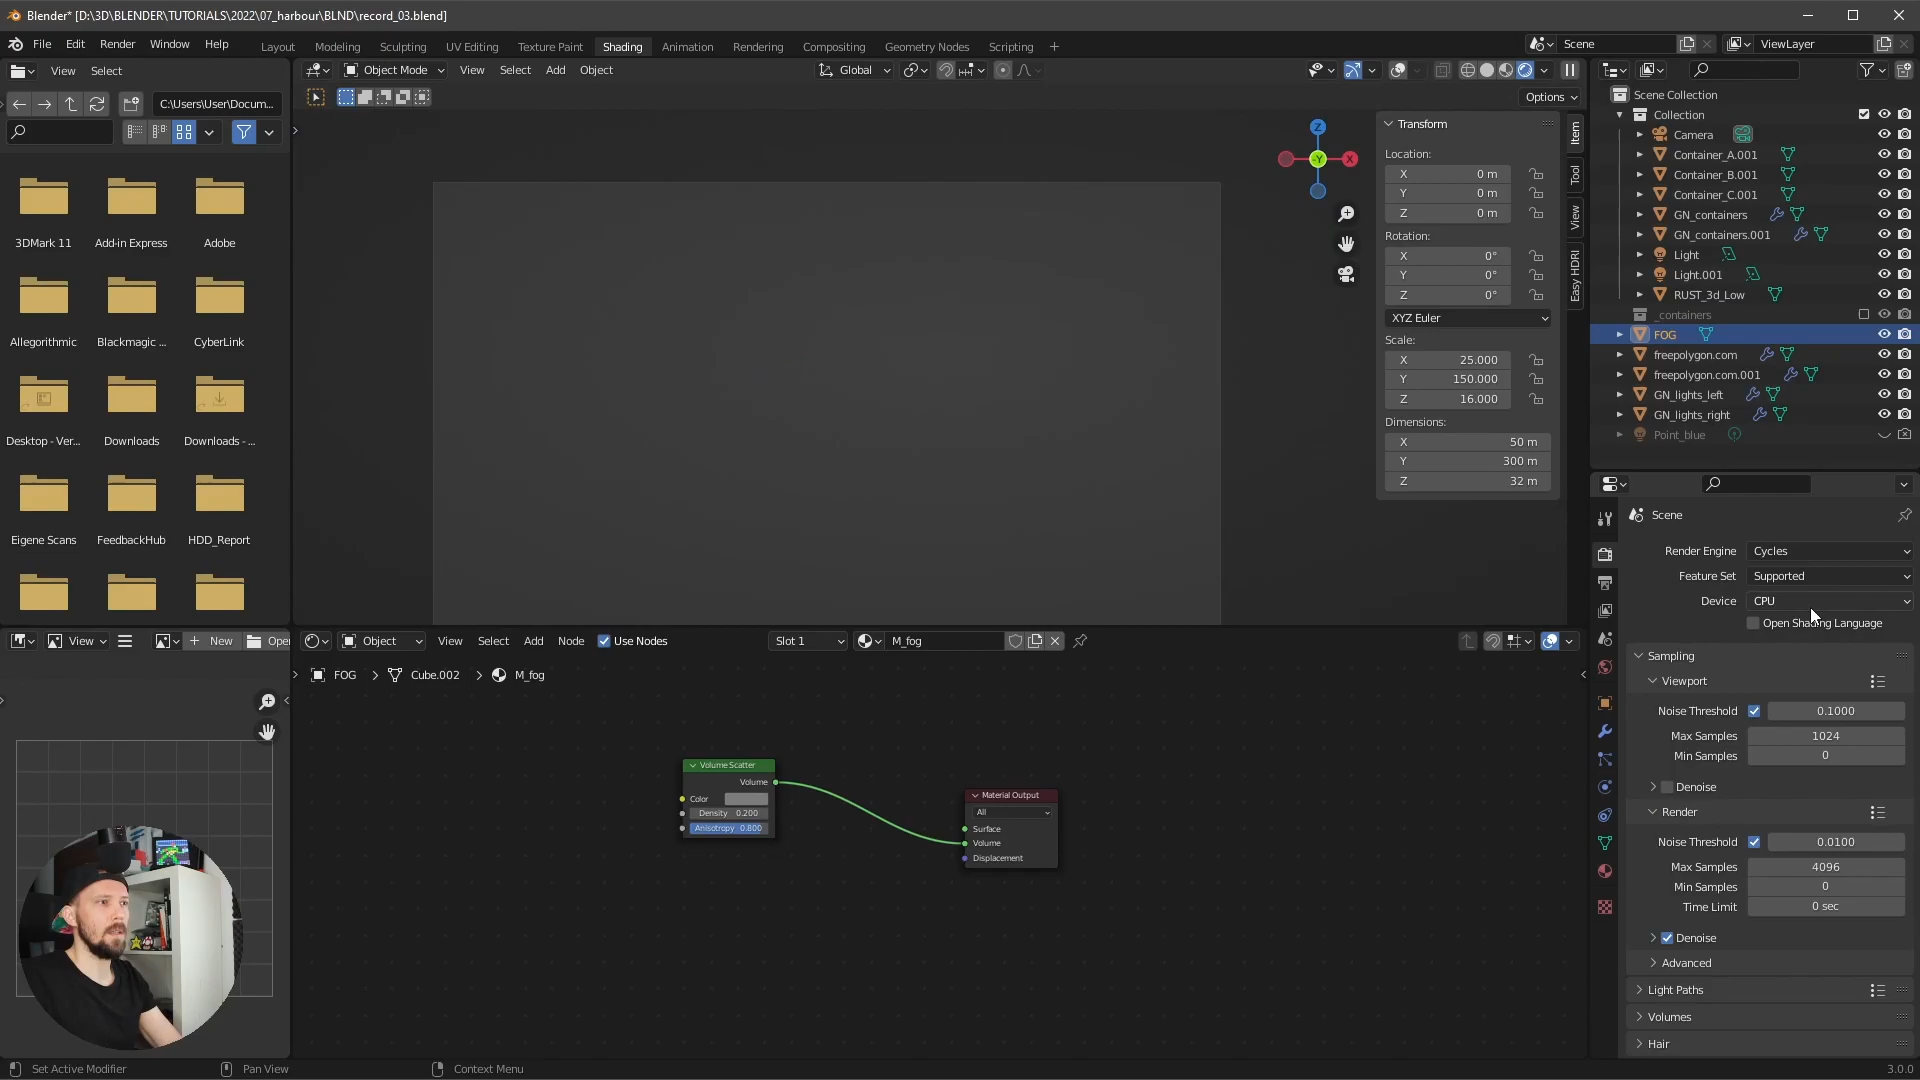 Blender* [D:\3D\BLENDER\TUTORIALS\2022\07_harbour\BLND\record_03.blend]
File Edit Render Window Help Layout Modeling Sculpting UV Editing Texture Paint Shading Animation Rendering Compositing Geometry Nodes Scripting Scene ViewLayer
View Select
C:\Users\User\Docum...
3DMark 11 Add-in Express Adobe
Allegorithmic Blackmagic ... CyberLink
Desktop - Ver... Downloads Downloads - ...
Eigene Scans FeedbackHub HDD_Report
Object Mode View Select Add Object Global
Options
Z
-Y X
Transform
Location:
X 0 m
Y 0 m
Z 0 m
Rotation:
X 0°
Y 0°
Z 0°
XYZ Euler
Scale:
X 25.000
Y 150.000
Z 16.000
Dimensions:
X 50 m
Y 300 m
Z 32 m
Item
Tool
View
Easy HDRI
Scene Collection
Collection
Camera
Container_A.001
Container_B.001
Container_C.001
GN_containers
GN_containers.001
Light
Light.001
RUST_3d_Low
_containers
FOG
freepolygon.com
freepolygon.com.001
GN_lights_left
GN_lights_right
Point_blue
Scene
Render Engine Cycles
Feature Set Supported
Device CPU
Open Shading Language
Sampling
Viewport
Noise Threshold 0.1000
Max Samples 1024
Min Samples 0
Denoise
Render
Noise Threshold 0.0100
Max Samples 4096
Min Samples 0
Time Limit 0 sec
Denoise
Advanced
Light Paths
Volumes
Hair
View New Open
Object View Select Add Node Use Nodes Slot 1 M_fog
FOG Cube.002 M_fog
Volume Scatter
Volume
Color
Density 0.200
Anisotropy 0.800
Material Output
All
Surface
Volume
Displacement
Set Active Modifier Pan View Context Menu 3.0.0